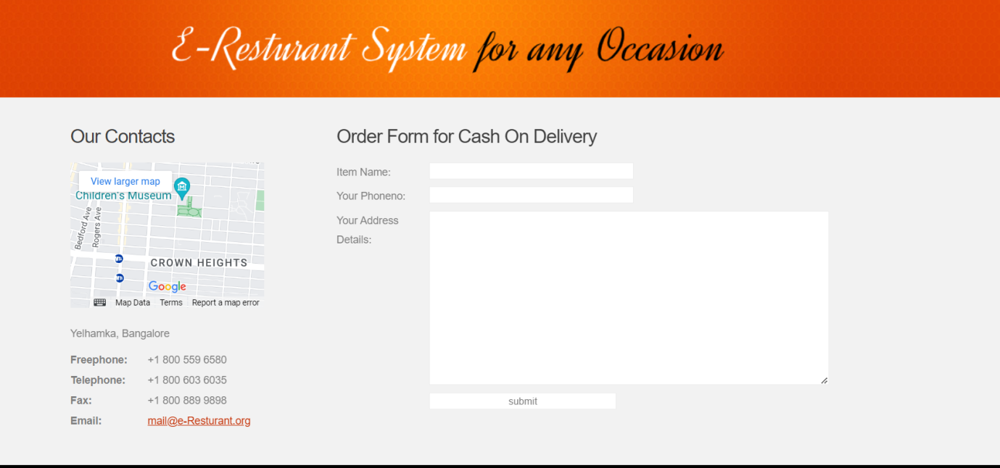 E-Resturant System for any Occasion
Our Contacts
View larger map
Children's Museum
Bedford Ave
Rogers Ave
CROWN HEIGHTS
Google
Map Data Terms Report a map error
Yelhamka, Bangalore
Freephone: +1 800 559 6580
Telephone: +1 800 603 6035
Fax: +1 800 889 9898
Email: mail@e-Resturant.org
Order Form for Cash On Delivery
Item Name:
Your Phoneno:
Your Address
Details:
submit